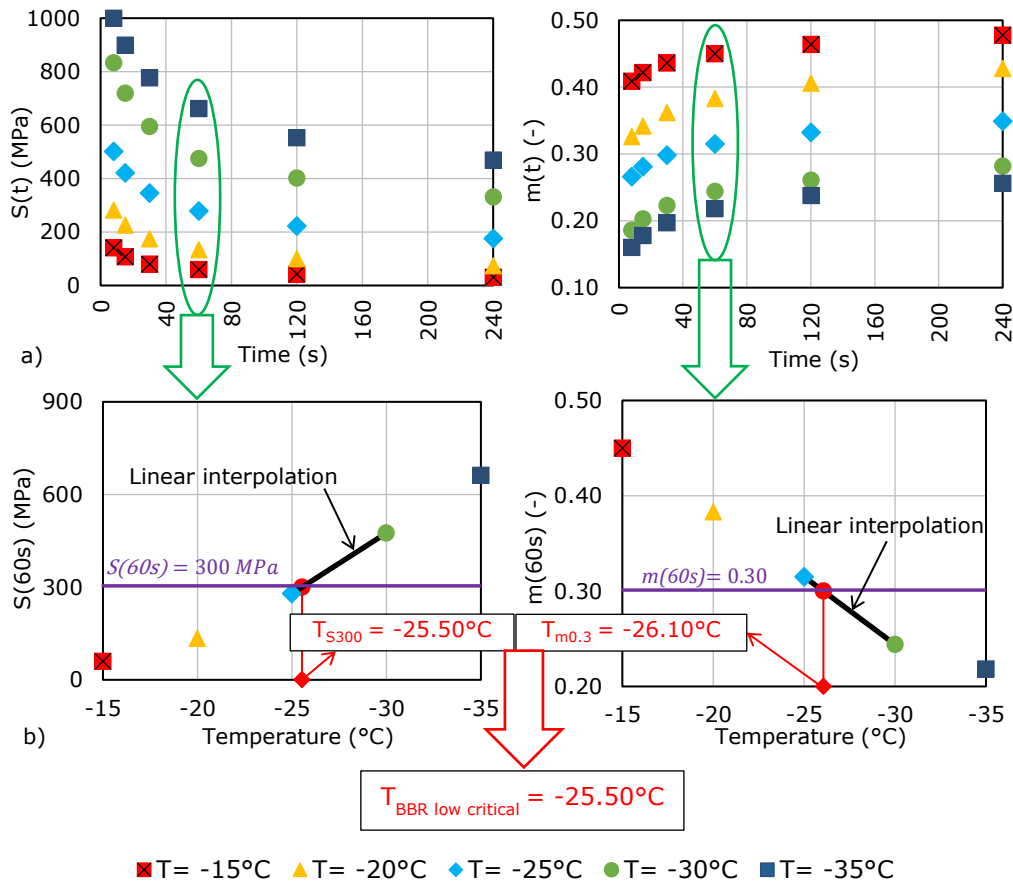 1000
800
600
400
200
0
S(t) (MPa)
0
40
80
120
160
200
240
Time (s)
a)
0.50
0.40
0.30
0.20
0.10
m(t) (-)
0
40
80
120
160
200
240
Time (s)
900
600
300
0
S(60s) (MPa)
Linear interpolation
S(60s) = 300 MPa
T_S300 = -25.50°C
-15
-20
-25
-30
-35
Temperature (°C)
b)
0.50
0.40
0.30
0.20
m(60s) (-)
Linear interpolation
m(60s)= 0.30
T_m0.3 = -26.10°C
-15
-20
-25
-30
-35
Temperature (°C)
T_BBR low critical = -25.50°C
T= -15°C
T= -20°C
T= -25°C
T= -30°C
T= -35°C